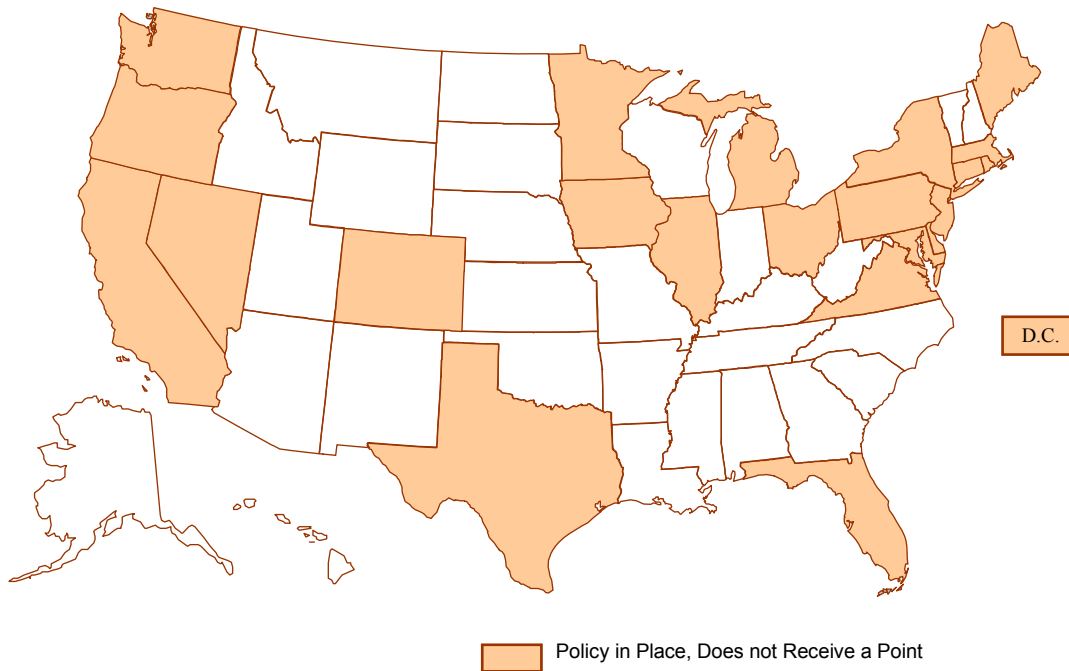 D.C.
Policy in Place, Does not Receive a Point